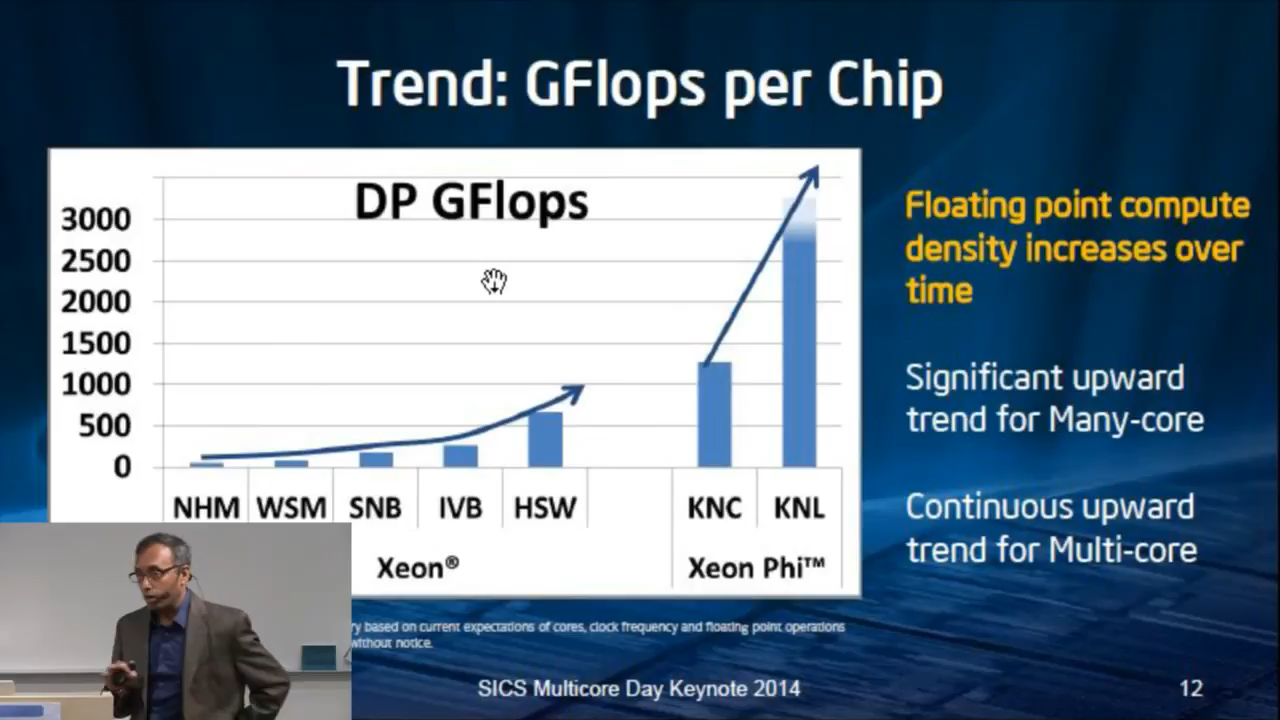 Trend: GFlops per Chip
DP GFlops
3000
2500
2000
1500
1000
500
0
NHM WSM SNB IVB HSW KNC KNL
Xeon® Xeon Phi™
Floating point compute
density increases over
time
Significant upward
trend for Many-core
Continuous upward
trend for Multi-core
based on current expectations of cores, clock frequency and floating point operations
without notice.
SICS Multicore Day Keynote 2014
12